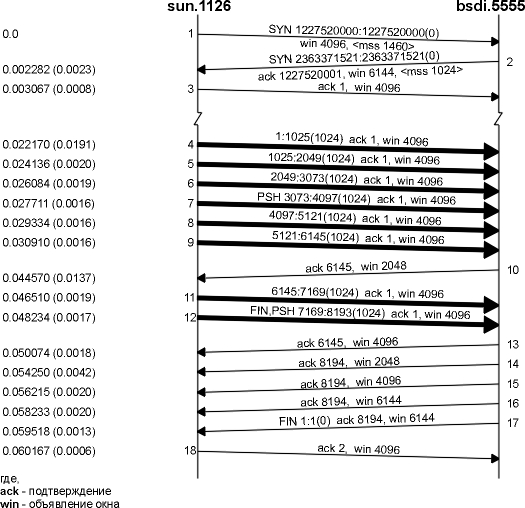 sun.1126 bsdi.5555
0.0 1 SYN 1227520000:1227520000(0)
win 4096, <mss 1460>
SYN 2363371521:2363371521(0) 2
0.002282 (0.0023) ack 1227520001, win 6144, <mss 1024>
0.003067 (0.0008) 3 ack 1, win 4096
0.022170 (0.0191) 4 1:1025(1024) ack 1, win 4096
0.024136 (0.0020) 5 1025:2049(1024) ack 1, win 4096
0.026084 (0.0019) 6 2049:3073(1024) ack 1, win 4096
0.027711 (0.0016) 7 PSH 3073:4097(1024) ack 1, win 4096
0.029334 (0.0016) 8 4097:5121(1024) ack 1, win 4096
0.030910 (0.0016) 9 5121:6145(1024) ack 1, win 4096
0.044570 (0.0137) ack 6145, win 2048 10
0.046510 (0.0019) 11 6145:7169(1024) ack 1, win 4096
0.048234 (0.0017) 12 FIN,PSH 7169:8193(1024) ack 1, win 4096
0.050074 (0.0018) ack 6145, win 4096 13
0.054250 (0.0042) ack 8194, win 2048 14
0.056215 (0.0020) ack 8194, win 4096 15
0.058233 (0.0020) ack 8194, win 6144 16
0.059518 (0.0013) FIN 1:1(0) ack 8194, win 6144 17
0.060167 (0.0006) 18 ack 2, win 4096
где,
ack - подтверждение
win - объявление окна